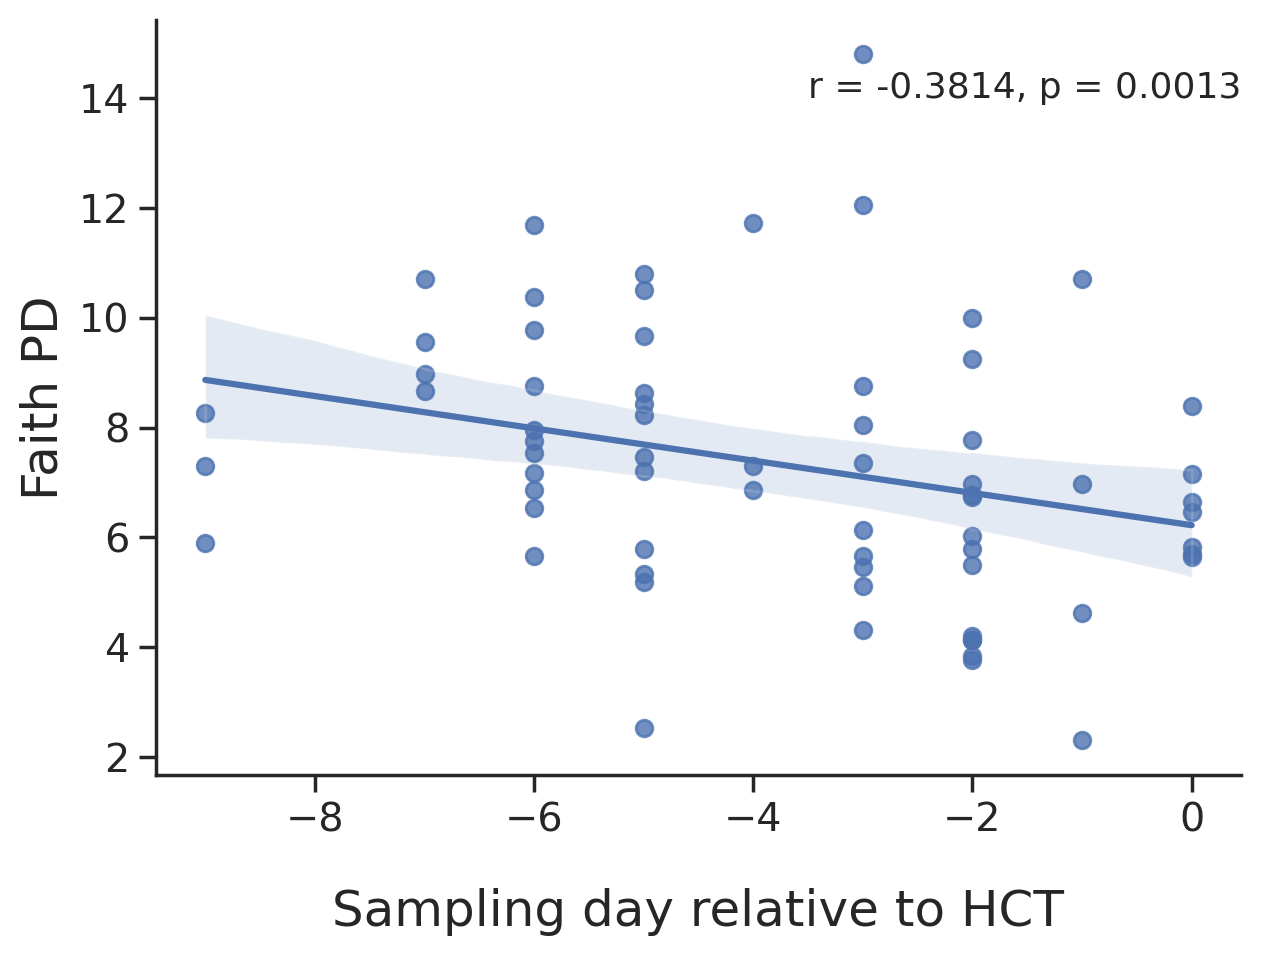 r = -0.3814, p = 0.0013
Faith PD
14
12
10
8
6
4
2
−8 −6 −4 −2 0
Sampling day relative to HCT